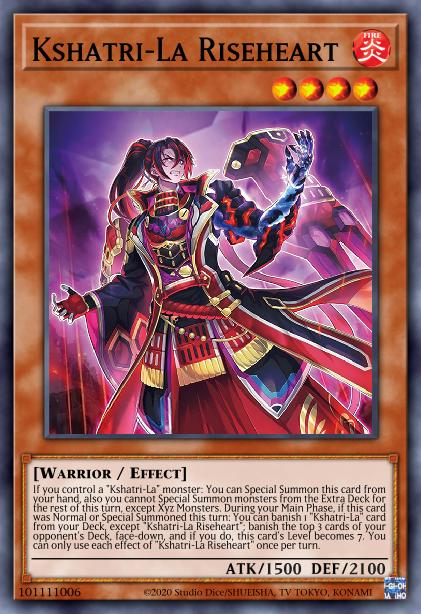 KSHATRI-LA RISEHEART
FIRE
炎
[WARRIOR / EFFECT]
If you control a "Kshatri-La" monster: You can Special Summon this card from
your hand, also you cannot Special Summon monsters from the Extra Deck for
the rest of this turn, except Xyz Monsters. During your Main Phase, if this card
was Normal or Special Summoned this turn: You can banish 1 "Kshatri-La" card
from your Deck, except "Kshatri-La Riseheart"; banish the top 3 cards of your
opponent's Deck, face-down, and if you do, this card's Level becomes 7. You
can only use each effect of "Kshatri-La Riseheart" once per turn.
ATK/1500 DEF/2100
101111006
©2020 Studio Dice/SHUEISHA, TV TOKYO, KONAMI